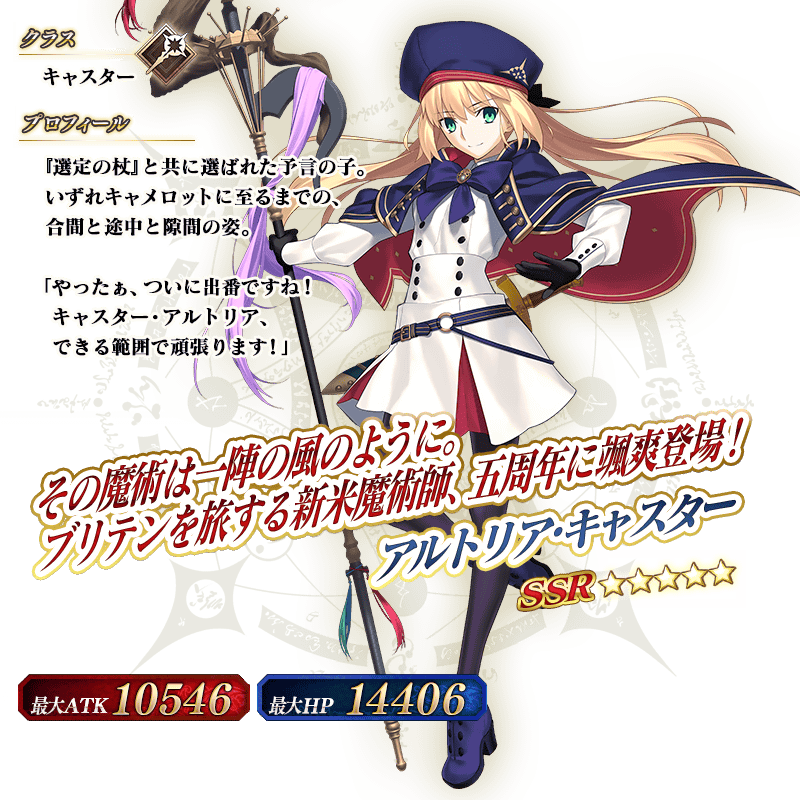 クラス
キャスター
プロフィール
『選定の杖』と共に選ばれた予言の子。
いずれキャメロットに至るまでの、
合間と途中と隙間の姿。
「やったぁ、ついに出番ですね！
キャスター・アルトリア、
できる範囲で頑張ります！」
その魔術は一陣の風のように。
ブリテンを旅する新米魔術師、五周年に颯爽登場！
アルトリア・キャスター
SSR ☆☆☆☆☆
最大ATK 10546
最大HP 14406